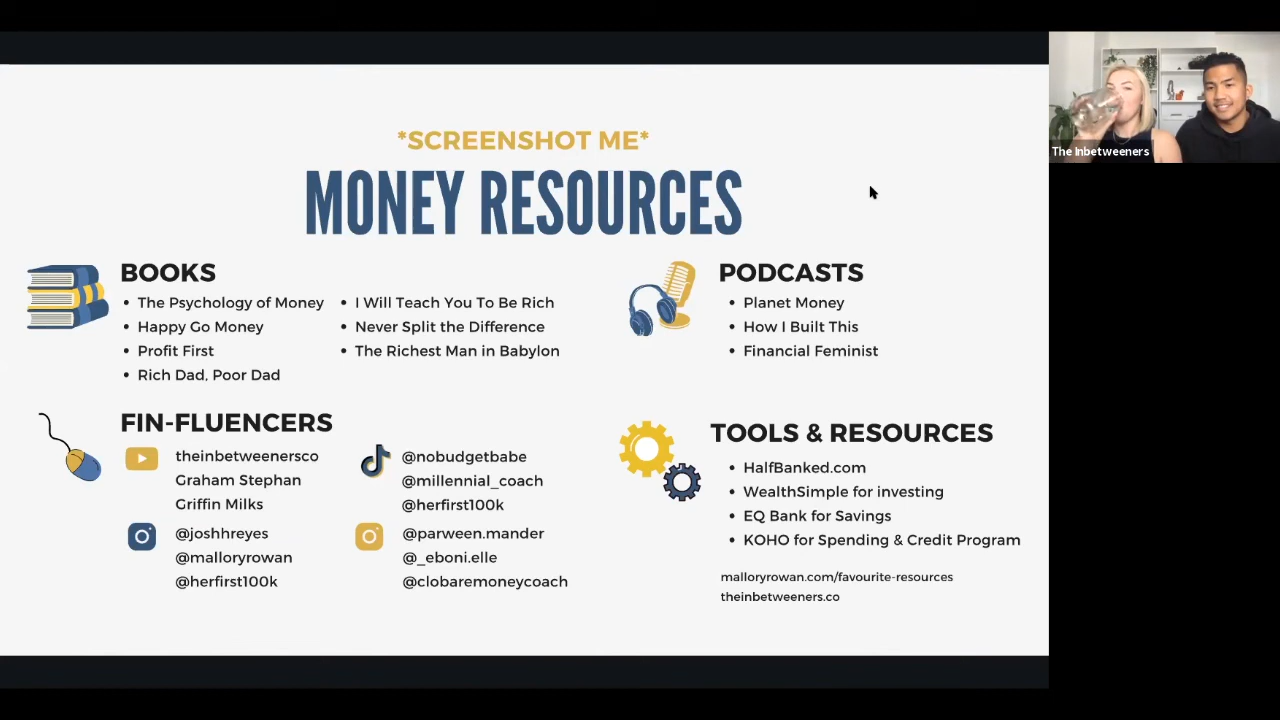 *SCREENSHOT ME*
MONEY RESOURCES
BOOKS
• The Psychology of Money
• Happy Go Money
• Profit First
• Rich Dad, Poor Dad
• I Will Teach You To Be Rich
• Never Split the Difference
• The Richest Man in Babylon
PODCASTS
• Planet Money
• How I Built This
• Financial Feminist
FIN-FLUENCERS
theinbetweenersco
Graham Stephan
Griffin Milks
@nobudgetbabe
@millennial_coach
@herfirst100k
@joshhreyes
@malloryrowan
@herfirst100k
@parween.mander
@_eboni.elle
@clobaremoneycoach
TOOLS & RESOURCES
• HalfBanked.com
• WealthSimple for investing
• EQ Bank for Savings
• KOHO for Spending & Credit Program
malloryrowan.com/favourite-resources
theinbetweeners.co
The Inbetweeners